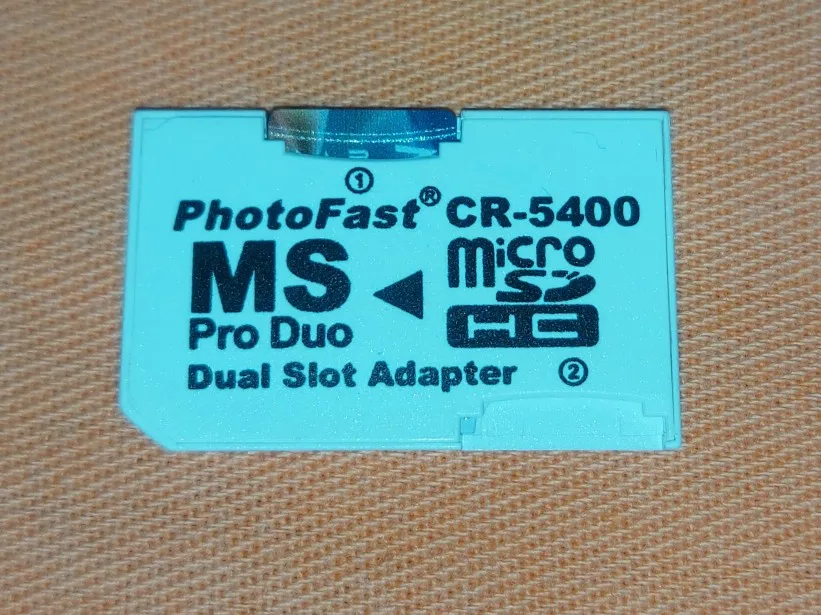 ①
PhotoFast® CR-5400
MS
Pro Duo
micro
SD
HC
Dual Slot Adapter ②